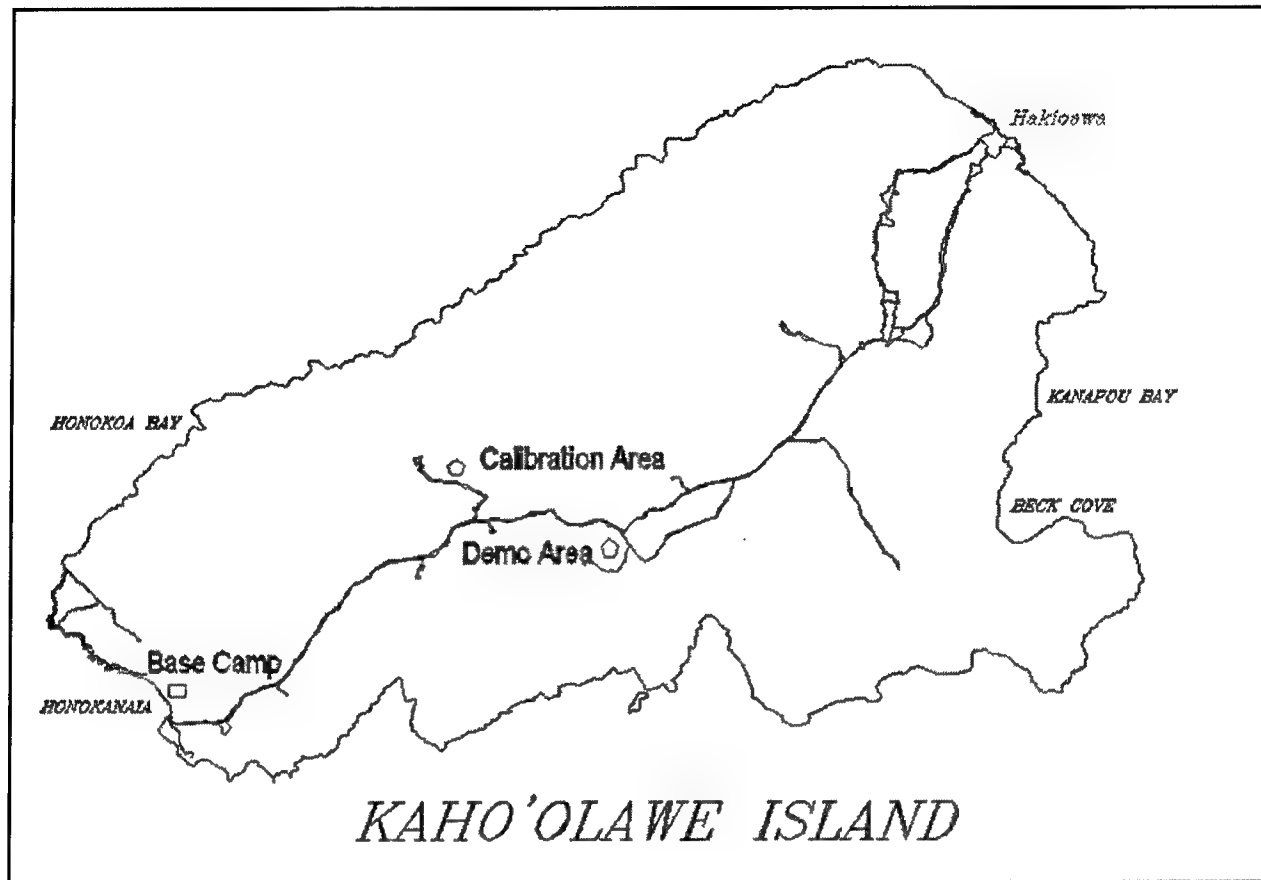 Hakioawa
HONOKOA BAY
KANAPOU BAY
Calibration Area
BECK COVE
Demo Area
Base Camp
HONOKANAIA
KAHO'OLAWE ISLAND